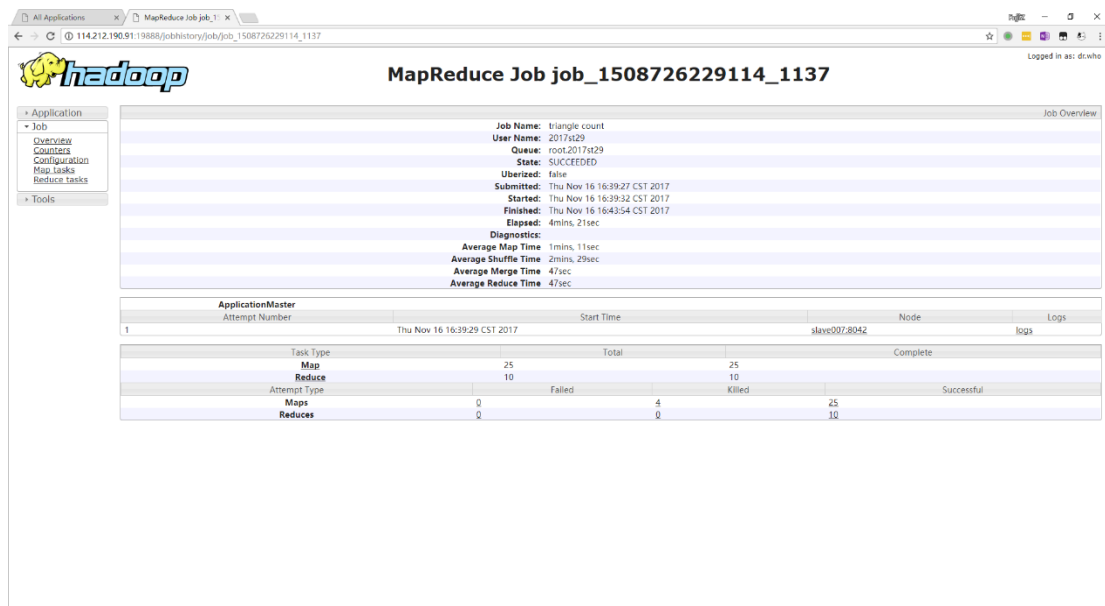 All Applications
MapReduce Job job_1
114.212.190.91:19888/jobhistory/job/job_1508726229114_1137
Logged in as: dr.who
hadoop
MapReduce Job job_1508726229114_1137
Application
Job
Overview
Counters
Configuration
Map tasks
Reduce tasks
Tools
Job Overview
Job Name: triangle count
User Name: 2017st29
Queue: root.2017st29
State: SUCCEEDED
Uberized: false
Submitted: Thu Nov 16 16:39:27 CST 2017
Started: Thu Nov 16 16:39:32 CST 2017
Finished: Thu Nov 16 16:43:54 CST 2017
Elapsed: 4mins, 21sec
Diagnostics:
Average Map Time 1mins, 11sec
Average Shuffle Time 2mins, 29sec
Average Merge Time 47sec
Average Reduce Time 47sec
ApplicationMaster
Attempt Number Start Time Node Logs
1 Thu Nov 16 16:39:29 CST 2017 slave007:8042 logs
Task Type Total Complete
Map 25 25
Reduce 10 10
Attempt Type Failed Killed Successful
Maps 0 4 25
Reduces 0 0 10